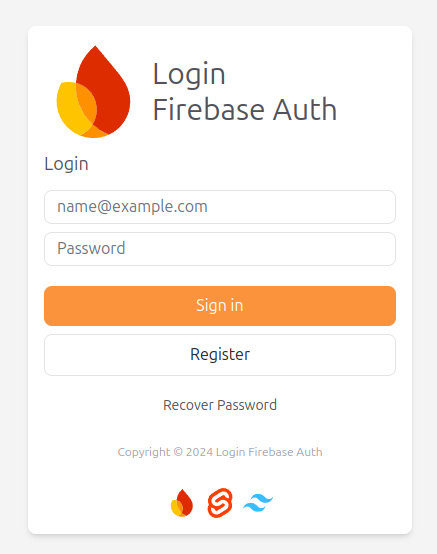 Login
Firebase Auth
Login
name@example.com
Password
Sign in
Register
Recover Password
Copyright © 2024 Login Firebase Auth